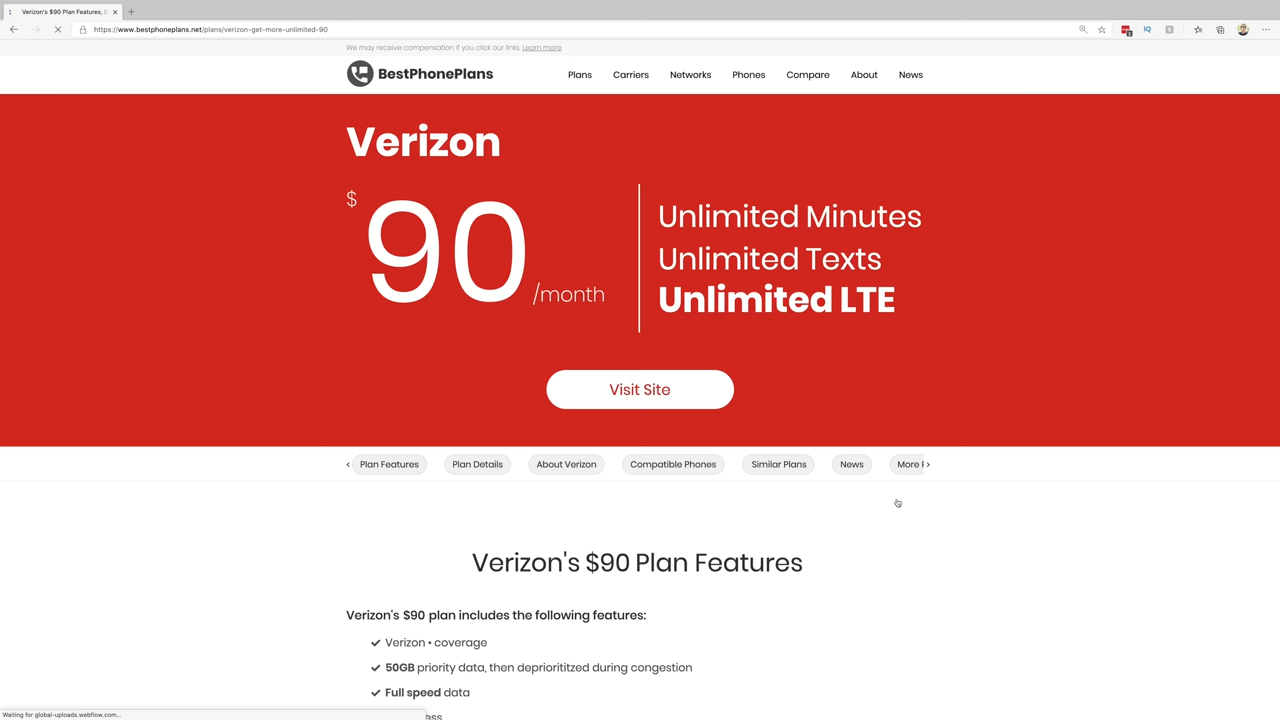 Verizon's $90 Plan Features, D
https://www.bestphoneplans.net/plans/verizon-get-more-unlimited-90
We may receive compensation if you click our links. Learn more
BestPhonePlans
Plans Carriers Networks Phones Compare About News
Verizon
$90/month
Unlimited Minutes
Unlimited Texts
Unlimited LTE
Visit Site
‹ Plan Features Plan Details About Verizon Compatible Phones Similar Plans News More ›
Verizon's $90 Plan Features
Verizon's $90 plan includes the following features:
Verizon • coverage
50GB priority data, then deprioritized during congestion
Full speed data
Waiting for global-uploads.webflow.com...